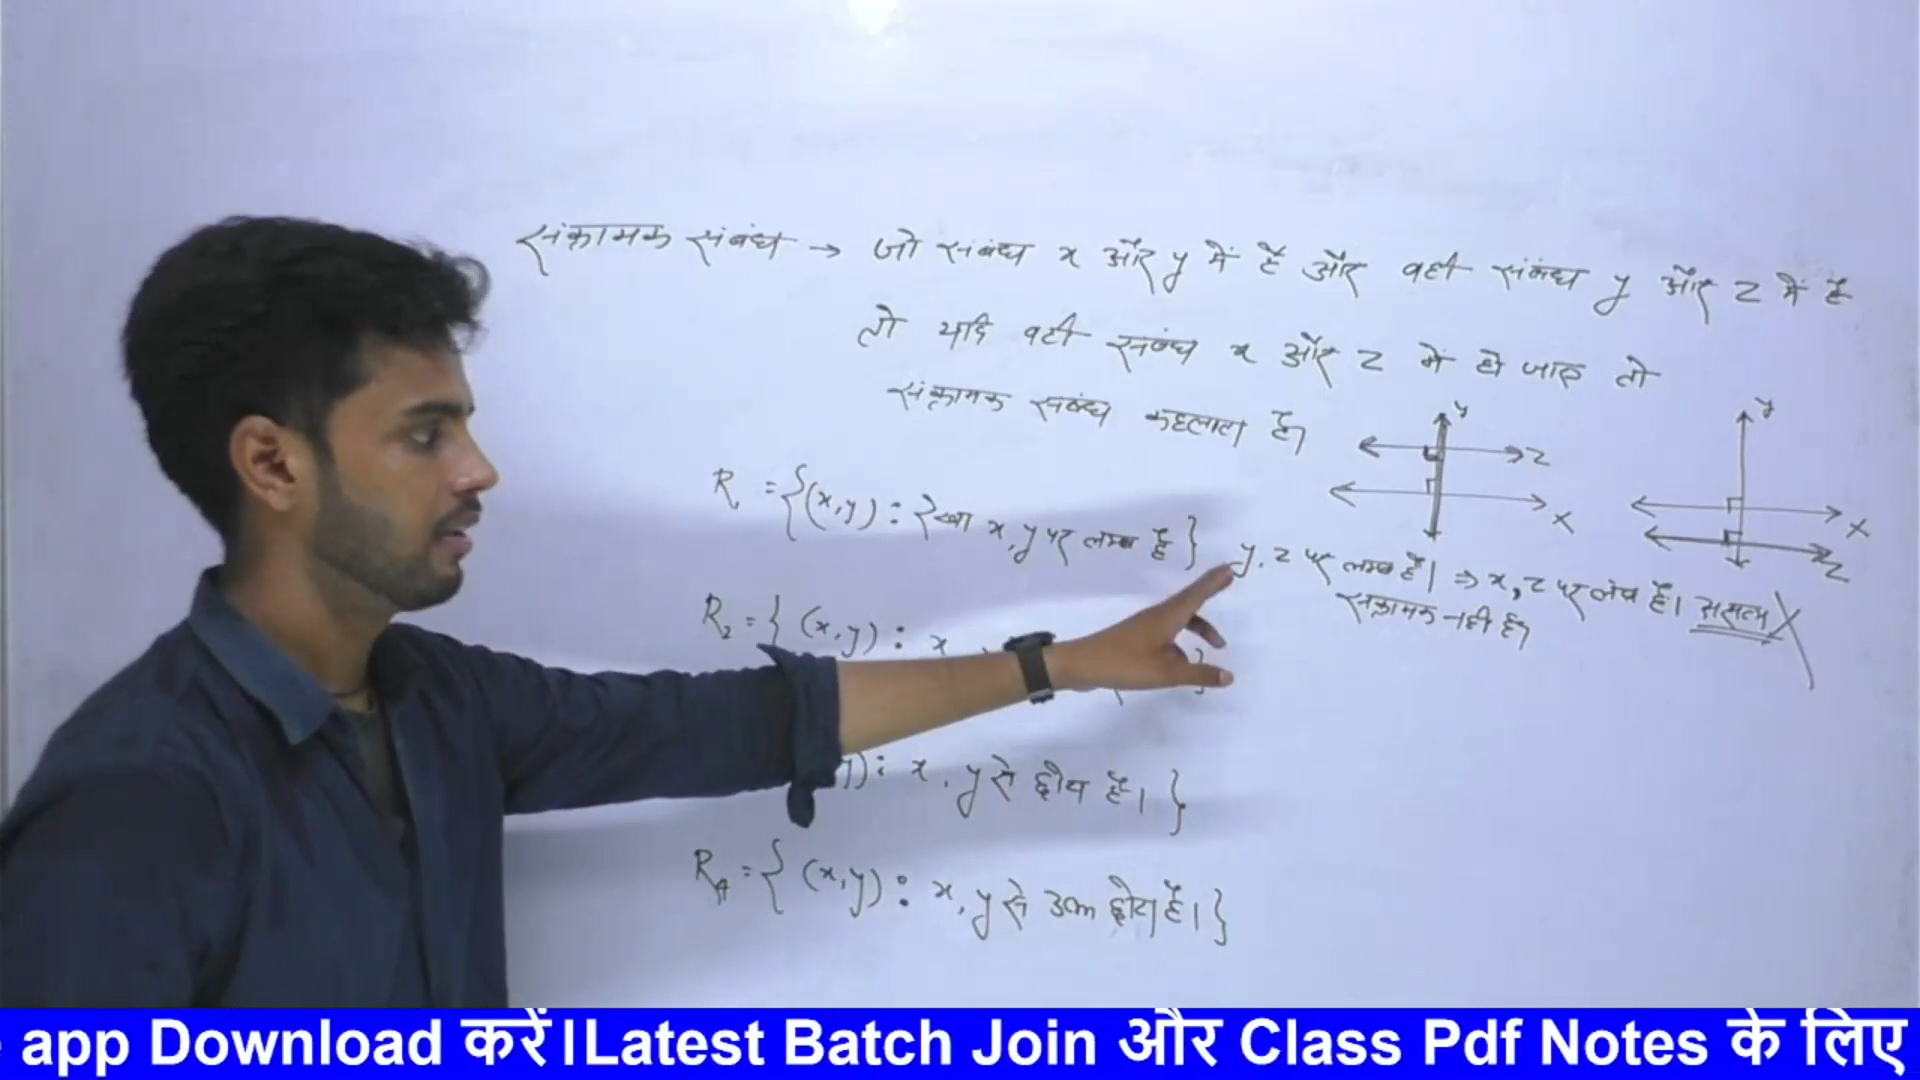 संक्रामक संबंध → जो संबंध x और y में है और वही संबंध y और z में है
तो यदि वही संबंध x और z में हो जाए तो
संक्रामक संबंध कहलाता है।
y
z
x
y
x
z
R₁ = {(x,y) : रेखा x, y पर लम्ब है} y, z पर लम्ब है। ⇒ x, z पर लंब है। असत्य
संक्रामक नही है।
R₂ = { (x,y) : x
}
) : x, y से छोटा है। }
R₄ = { (x,y) : x, y से 3cm छोटा है। }
app Download करें।Latest Batch Join और Class Pdf Notes के लिए